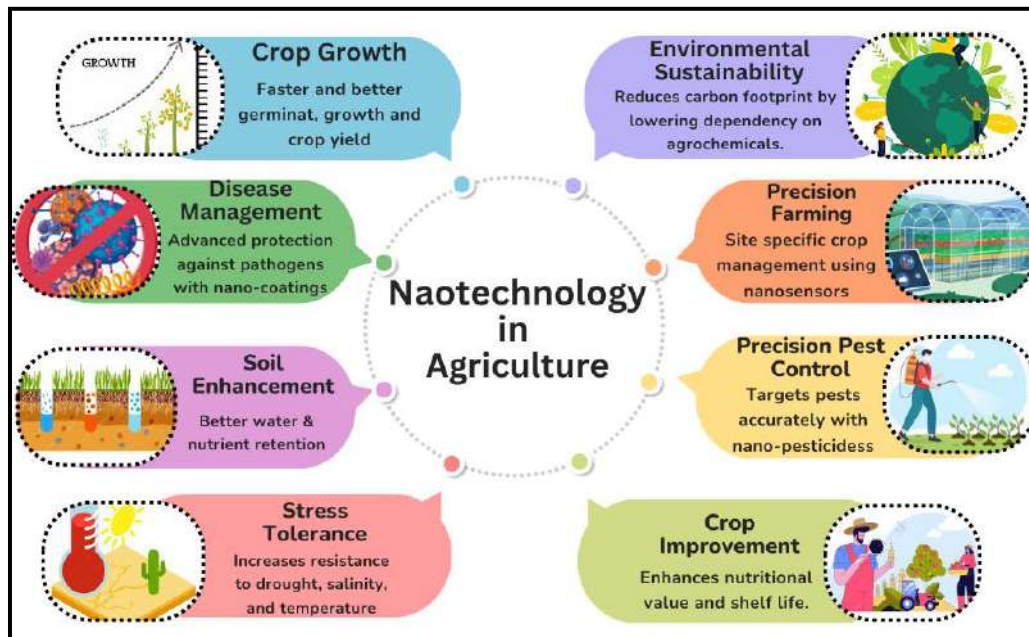 GROWTH
Crop Growth
Faster and better
germinat, growth and
crop yield
Environmental
Sustainability
Reduces carbon footprint by
lowering dependency on
agrochemicals.
Disease
Management
Advanced protection
against pathogens
with nano-coatings
Precision
Farming
Site specific crop
management using
nanosensors
Naotechnology
in
Agriculture
Soil
Enhancement
Better water &
nutrient retention
Precision Pest
Control
Targets pests
accurately with
nano-pesticidess
Stress
Tolerance
Increases resistance
to drought, salinity,
and temperature
Crop
Improvement
Enhances nutritional
value and shelf life.